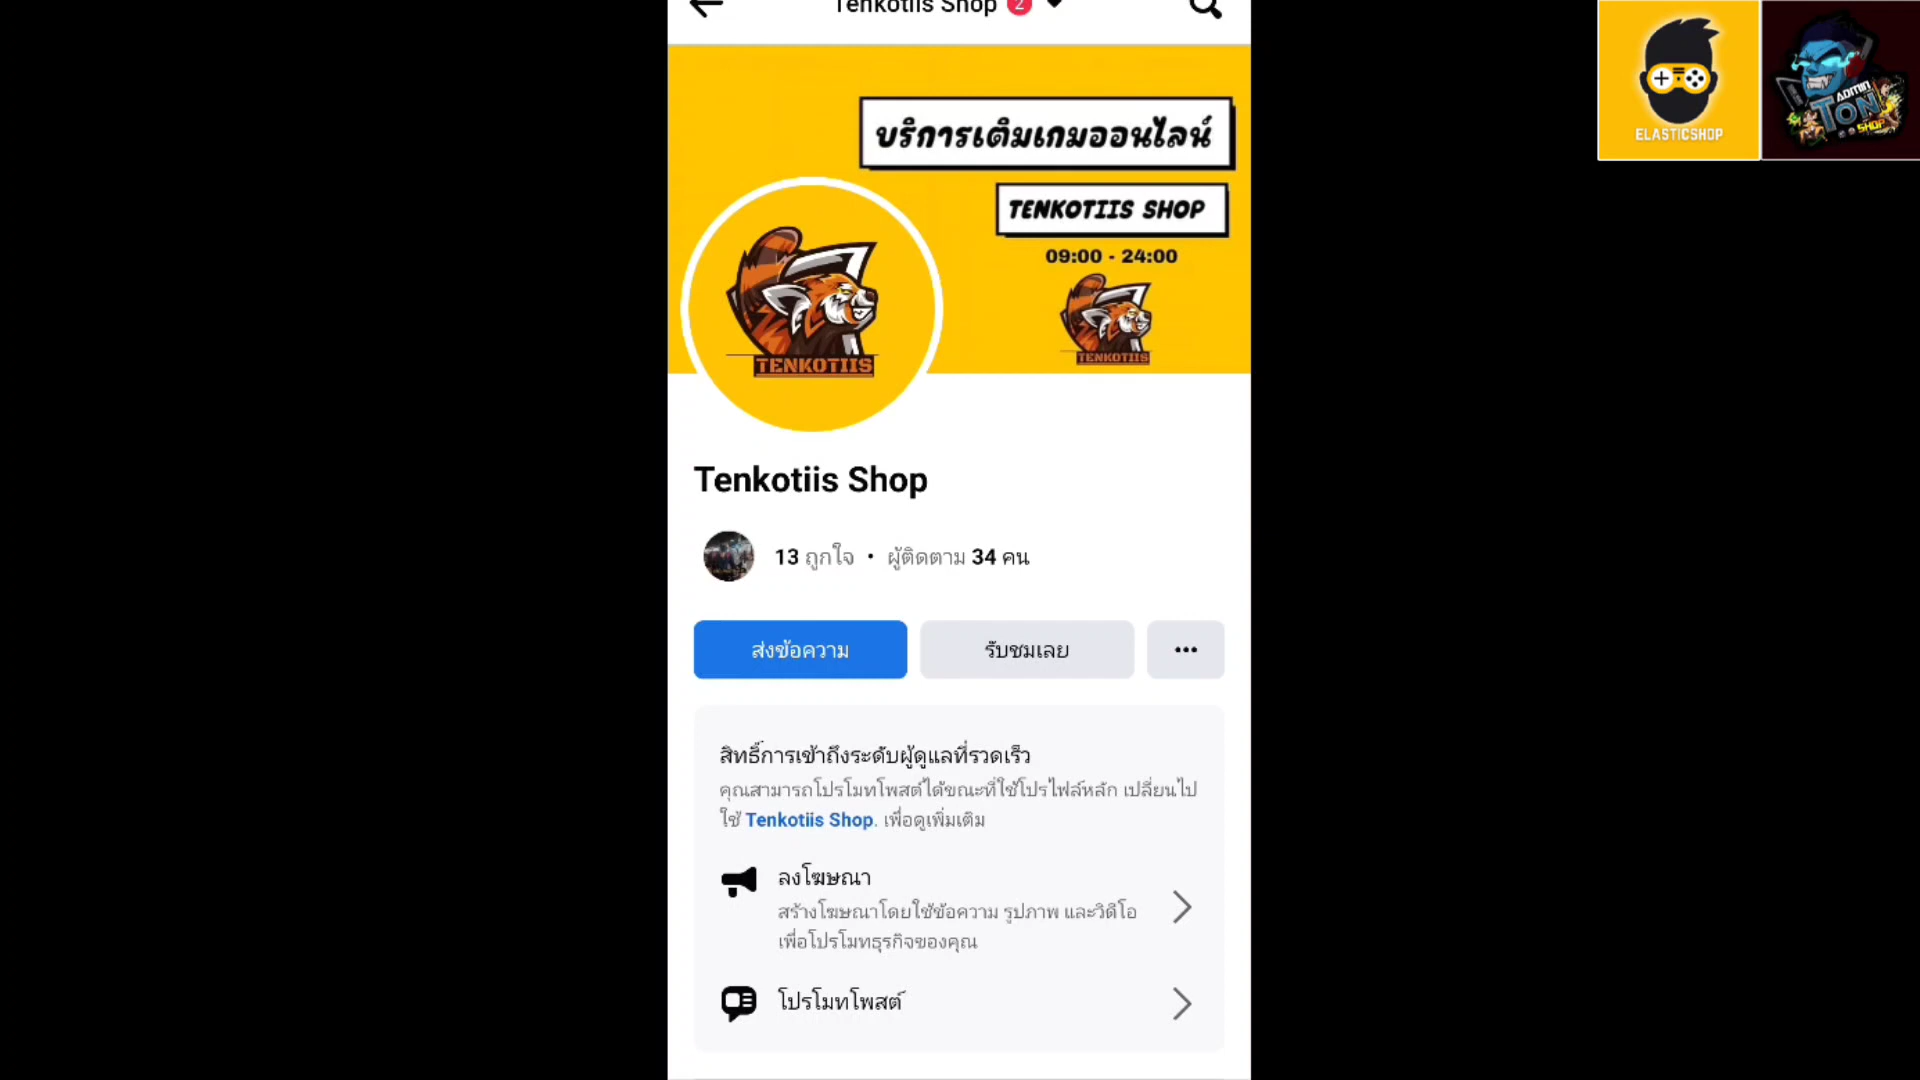 Tenkotiis Shop 2
บริการเติมเกมออนไลน์
TENKOTIIS SHOP
09:00 - 24:00
TENKOTIIS
TENKOTIIS
Tenkotiis Shop
13 ถูกใจ • ผู้ติดตาม 34 คน
ส่งข้อความ
รับชมเลย
สิทธิ์การเข้าถึงระดับผู้ดูแลที่รวดเร็ว
คุณสามารถโปรโมทโพสต์ได้ขณะที่ใช้โปรไฟล์หลัก เปลี่ยนไป
ใช้ Tenkotiis Shop. เพื่อดูเพิ่มเติม
ลงโฆษณา
สร้างโฆษณาโดยใช้ข้อความ รูปภาพ และวิดีโอ
เพื่อโปรโมทธุรกิจของคุณ
โปรโมทโพสต์
ELASTICSHOP
ADMIN
TON
SHOP